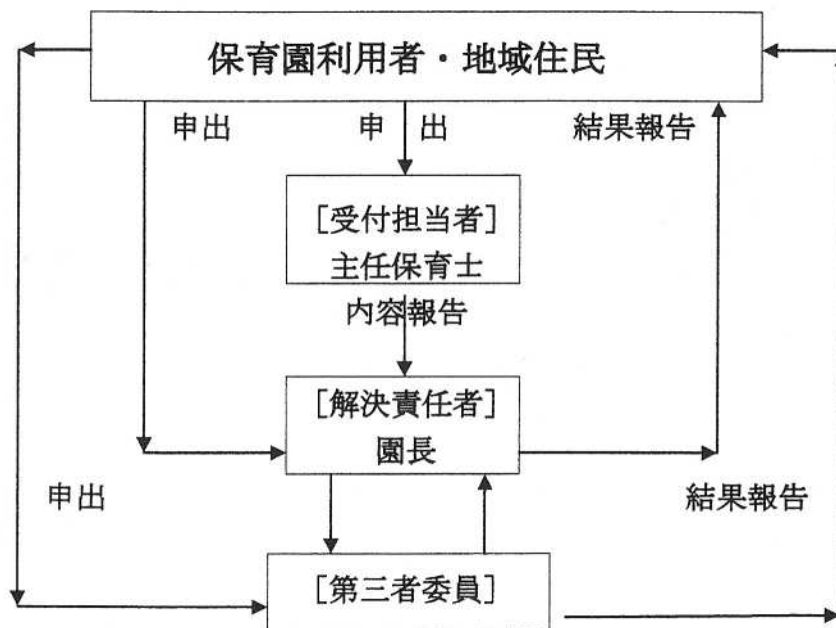 保育園利用者・地域住民
申出
申 出
結果報告
[受付担当者]
主任保育士
内容報告
[解決責任者]
園長
申出
結果報告
[第三者委員]